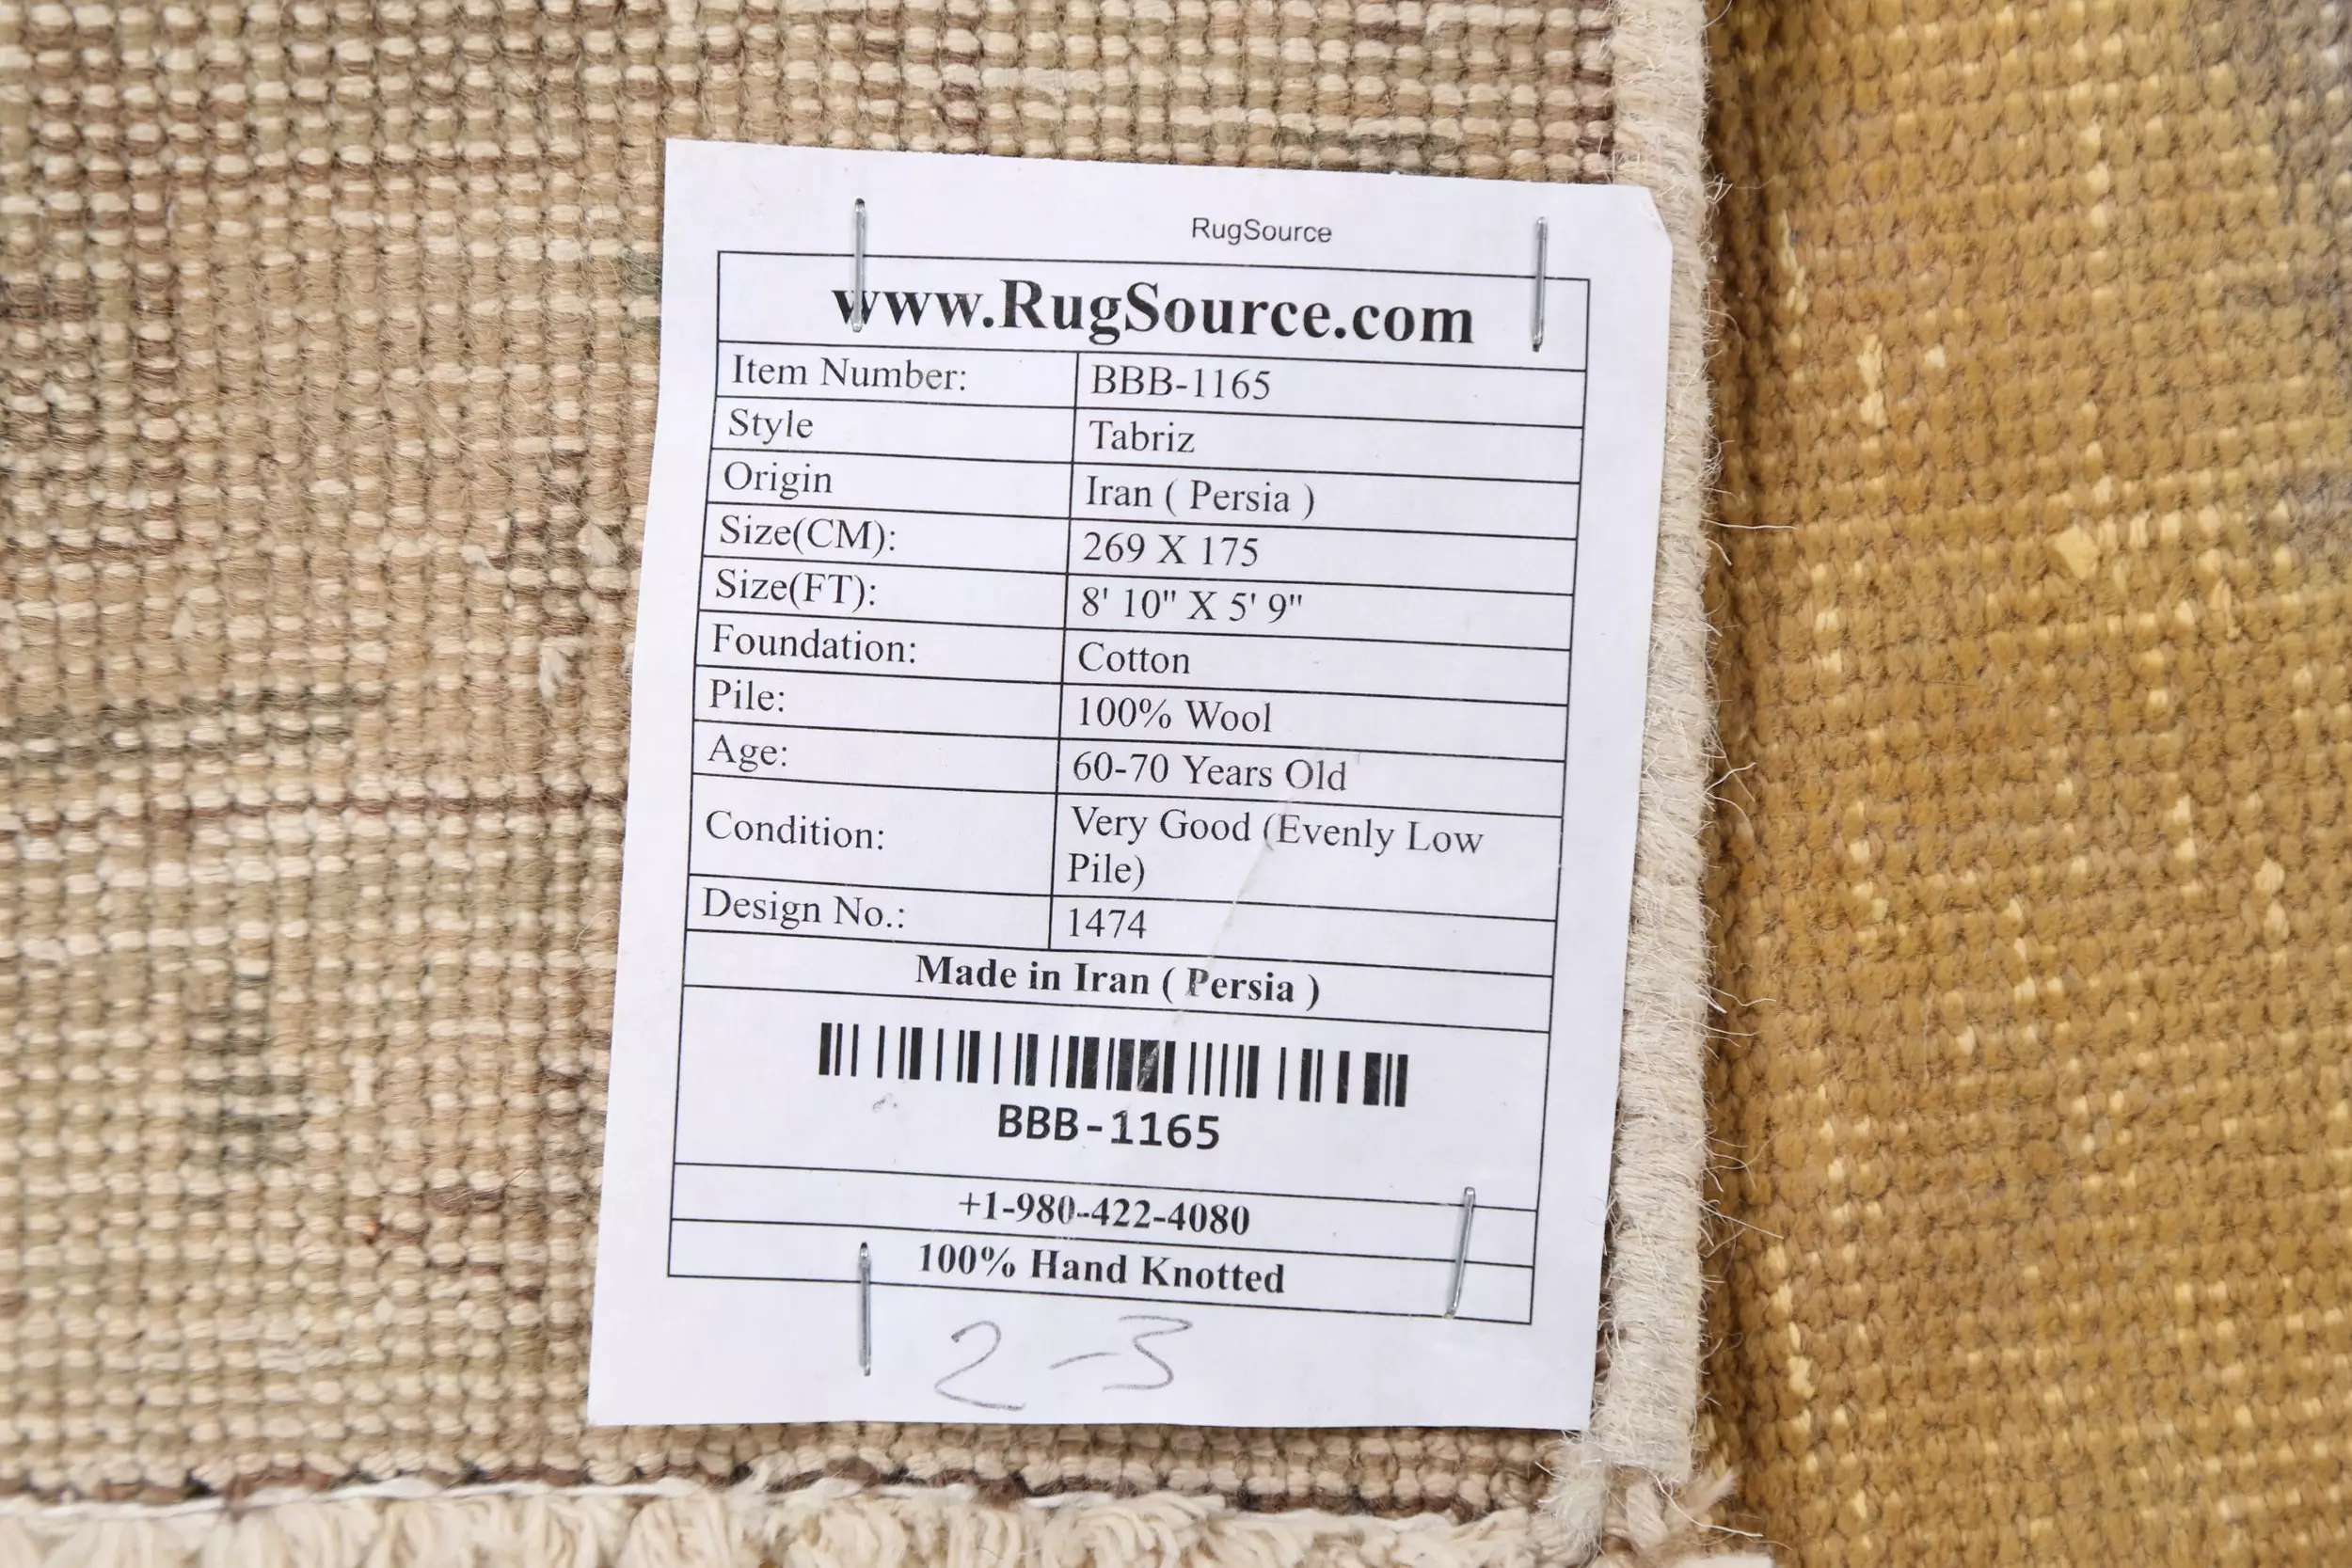 RugSource
www.RugSource.com
Item Number: BBB-1165
Style Tabriz
Origin Iran ( Persia )
Size(CM): 269 X 175
Size(FT): 8' 10" X 5' 9"
Foundation: Cotton
Pile: 100% Wool
Age: 60-70 Years Old
Condition: Very Good (Evenly Low
Pile)
Design No.: 1474
Made in Iran ( Persia )
BBB-1165
+1-980-422-4080
100% Hand Knotted
2-3